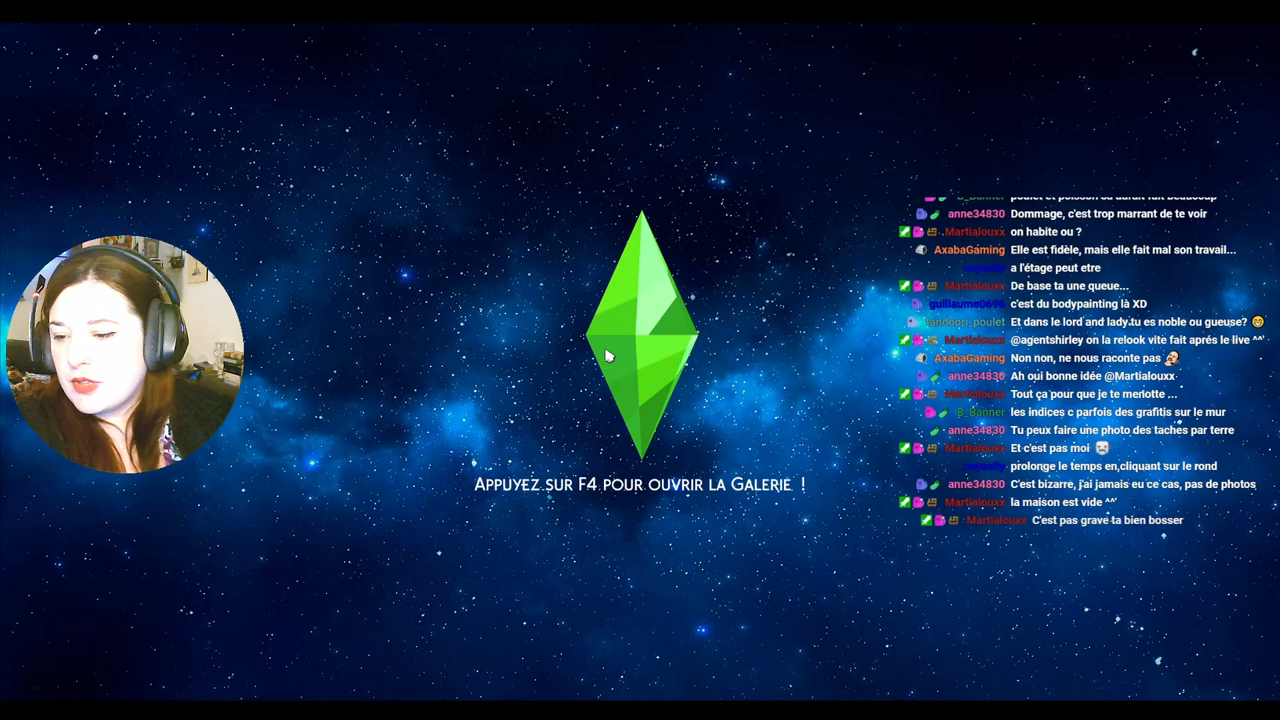 anne34830 Dommage, c'est trop marrant de te voir
Martialouxx on habite ou ?
AxabaGaming Elle est fidèle, mais elle fait mal son travail...
a l'étage peut etre
Martialouxx De base ta une queue...
guillaume0696 c'est du bodypainting là XD
tandoori_poulet Et dans le lord and lady tu es noble ou gueuse? 😁
Martialouxx @agentshirley on la relook vite fait aprés le live ^^'
AxabaGaming Non non, ne nous raconte pas
anne34830 Ah oui bonne idée @Martialouxx
Martialouxx Tout ça pour que je te menotte ...
B_Banner les indices c parfois des grafitis sur le mur
anne34830 Tu peux faire une photo des taches par terre
Martialouxx Et c'est pas moi
prolonge le temps en,cliquant sur le rond
anne34830 C'est bizarre, j'ai jamais eu ce cas, pas de photos
Martialouxx la maison est vide ^^'
Martialouxx C'est pas grave ta bien bosser
Appuyez sur F4 pour ouvrir la Galerie !